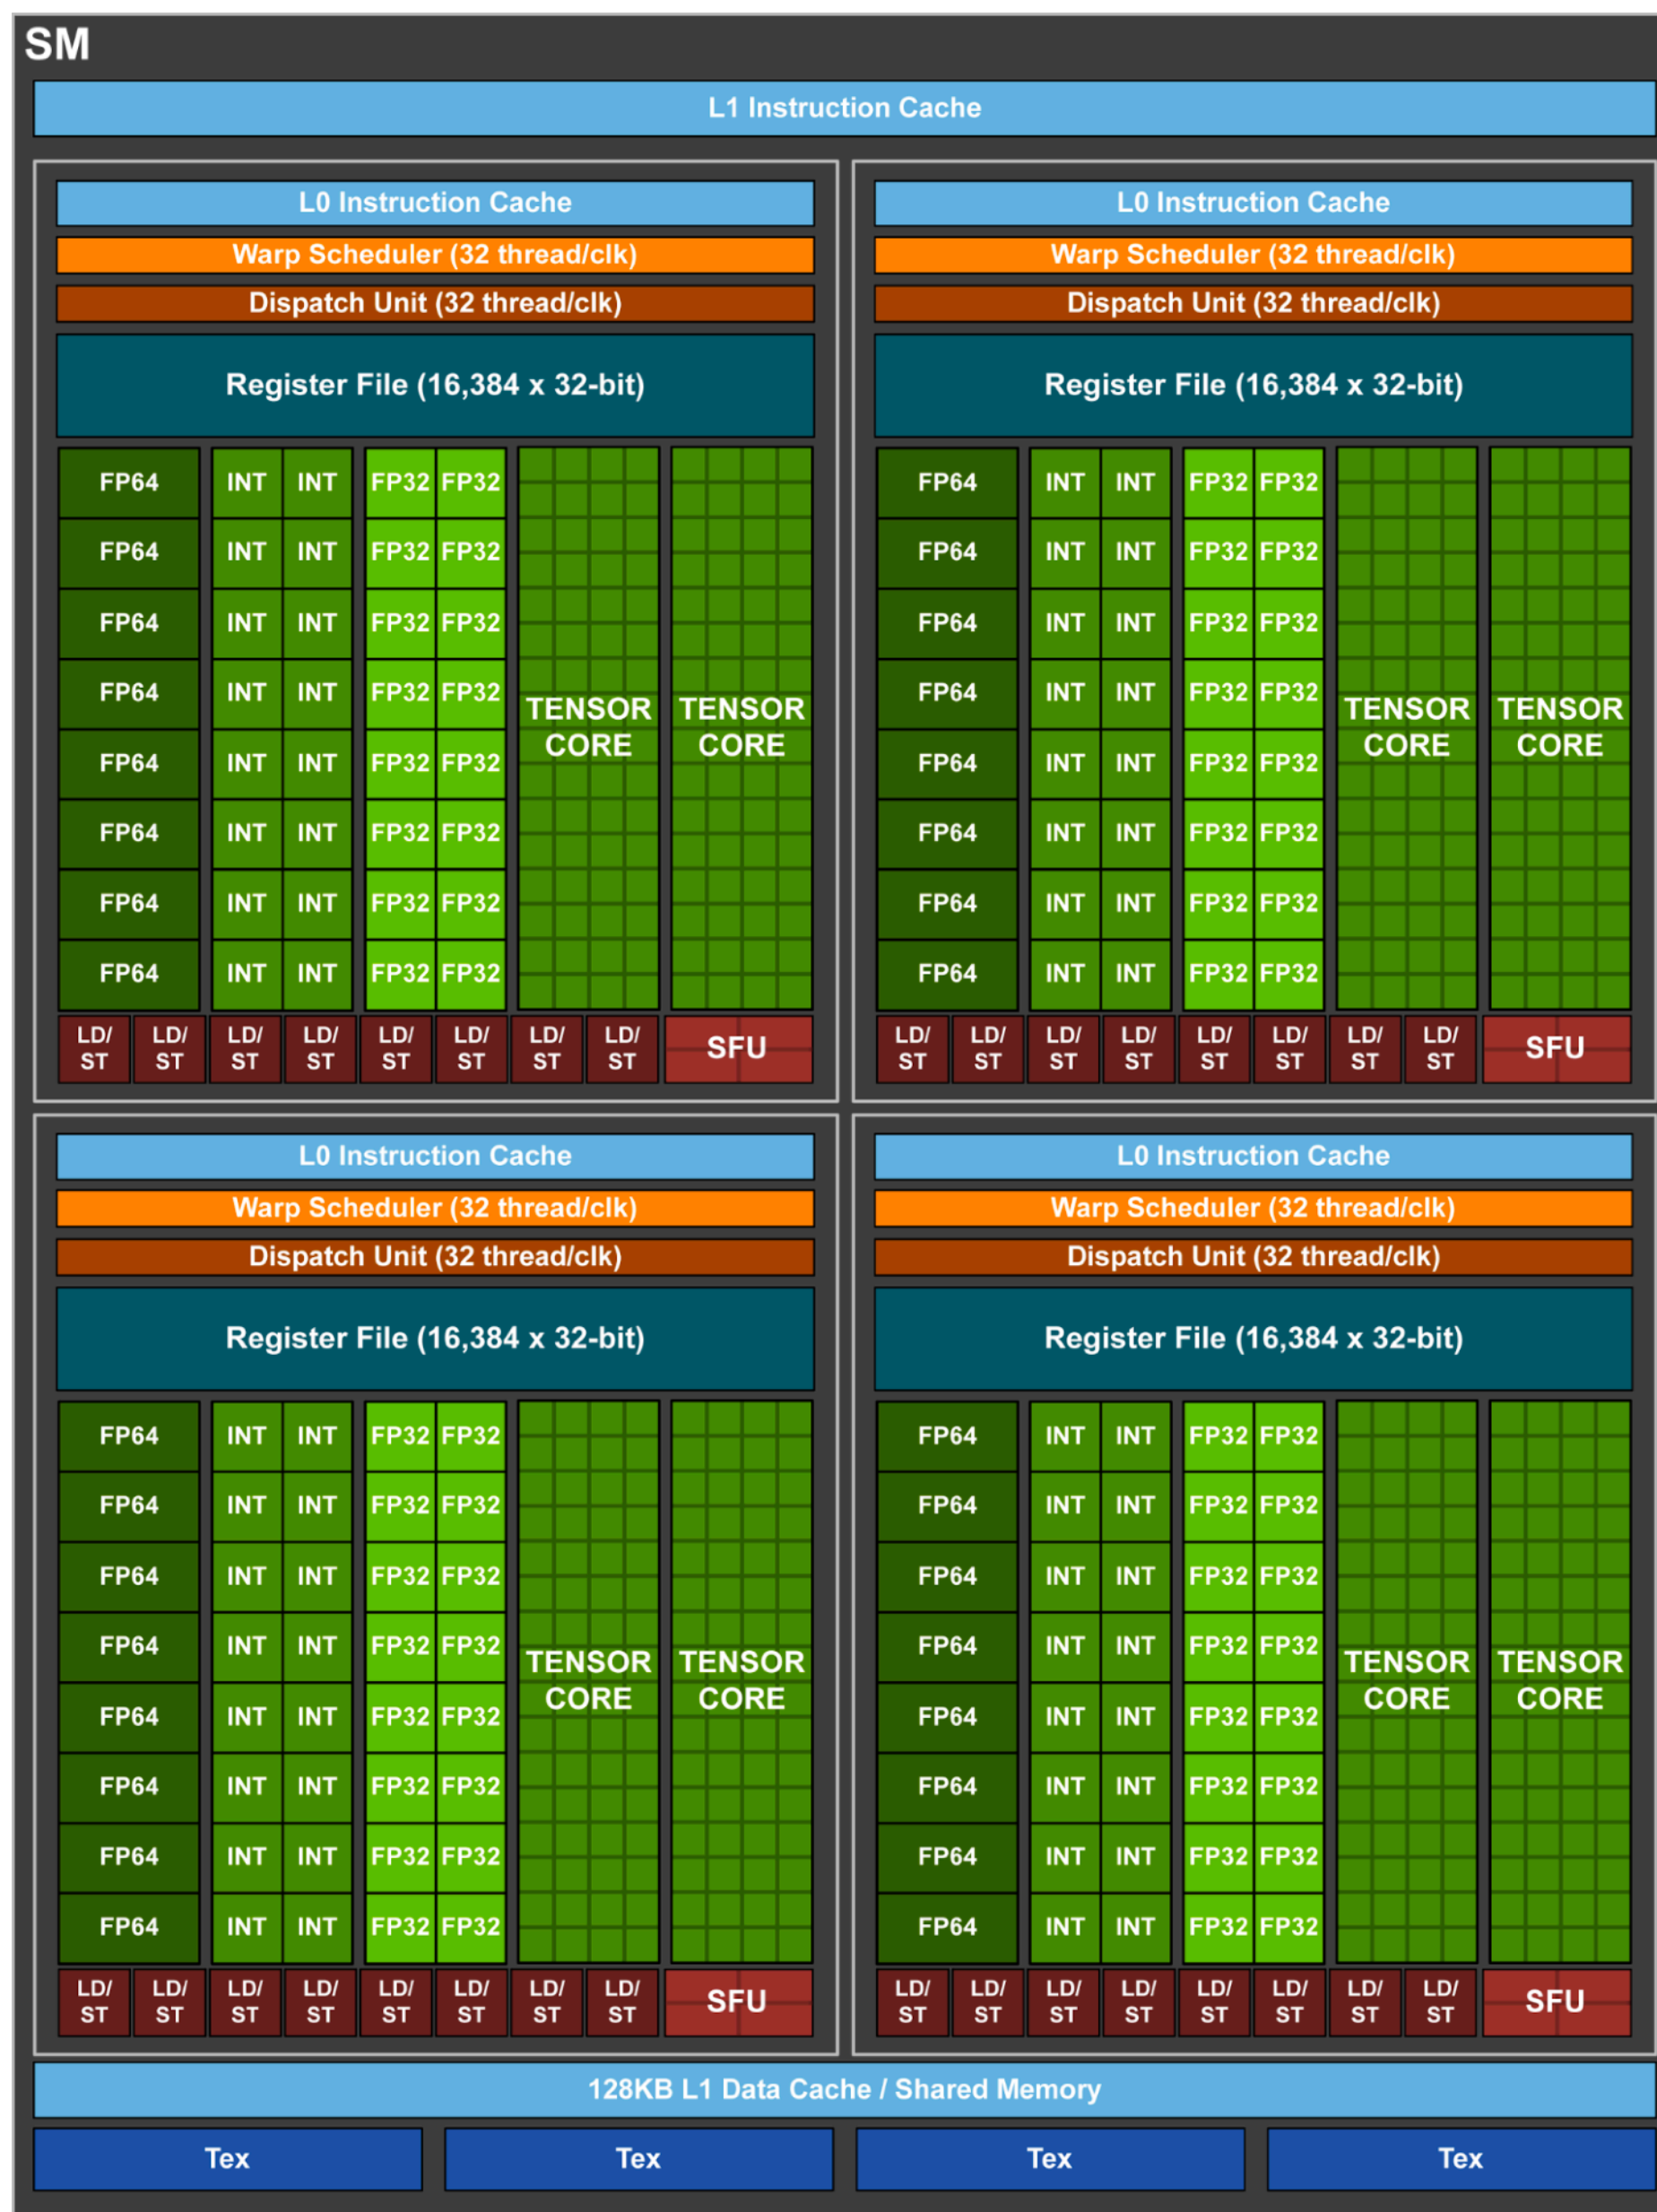 SM
L1 Instruction Cache
L0 Instruction Cache
Warp Scheduler (32 thread/clk)
Dispatch Unit (32 thread/clk)
Register File (16,384 x 32-bit)
FP64 INT INT FP32 FP32
FP64 INT INT FP32 FP32
FP64 INT INT FP32 FP32
FP64 INT INT FP32 FP32
TENSOR CORE TENSOR CORE
FP64 INT INT FP32 FP32
FP64 INT INT FP32 FP32
FP64 INT INT FP32 FP32
FP64 INT INT FP32 FP32
LD/ST LD/ST LD/ST LD/ST LD/ST LD/ST LD/ST LD/ST SFU
L0 Instruction Cache
Warp Scheduler (32 thread/clk)
Dispatch Unit (32 thread/clk)
Register File (16,384 x 32-bit)
FP64 INT INT FP32 FP32
FP64 INT INT FP32 FP32
FP64 INT INT FP32 FP32
FP64 INT INT FP32 FP32
TENSOR CORE TENSOR CORE
FP64 INT INT FP32 FP32
FP64 INT INT FP32 FP32
FP64 INT INT FP32 FP32
FP64 INT INT FP32 FP32
LD/ST LD/ST LD/ST LD/ST LD/ST LD/ST LD/ST LD/ST SFU
L0 Instruction Cache
Warp Scheduler (32 thread/clk)
Dispatch Unit (32 thread/clk)
Register File (16,384 x 32-bit)
FP64 INT INT FP32 FP32
FP64 INT INT FP32 FP32
FP64 INT INT FP32 FP32
FP64 INT INT FP32 FP32
TENSOR CORE TENSOR CORE
FP64 INT INT FP32 FP32
FP64 INT INT FP32 FP32
FP64 INT INT FP32 FP32
FP64 INT INT FP32 FP32
LD/ST LD/ST LD/ST LD/ST LD/ST LD/ST LD/ST LD/ST SFU
L0 Instruction Cache
Warp Scheduler (32 thread/clk)
Dispatch Unit (32 thread/clk)
Register File (16,384 x 32-bit)
FP64 INT INT FP32 FP32
FP64 INT INT FP32 FP32
FP64 INT INT FP32 FP32
FP64 INT INT FP32 FP32
TENSOR CORE TENSOR CORE
FP64 INT INT FP32 FP32
FP64 INT INT FP32 FP32
FP64 INT INT FP32 FP32
FP64 INT INT FP32 FP32
LD/ST LD/ST LD/ST LD/ST LD/ST LD/ST LD/ST LD/ST SFU
128KB L1 Data Cache / Shared Memory
Tex Tex Tex Tex